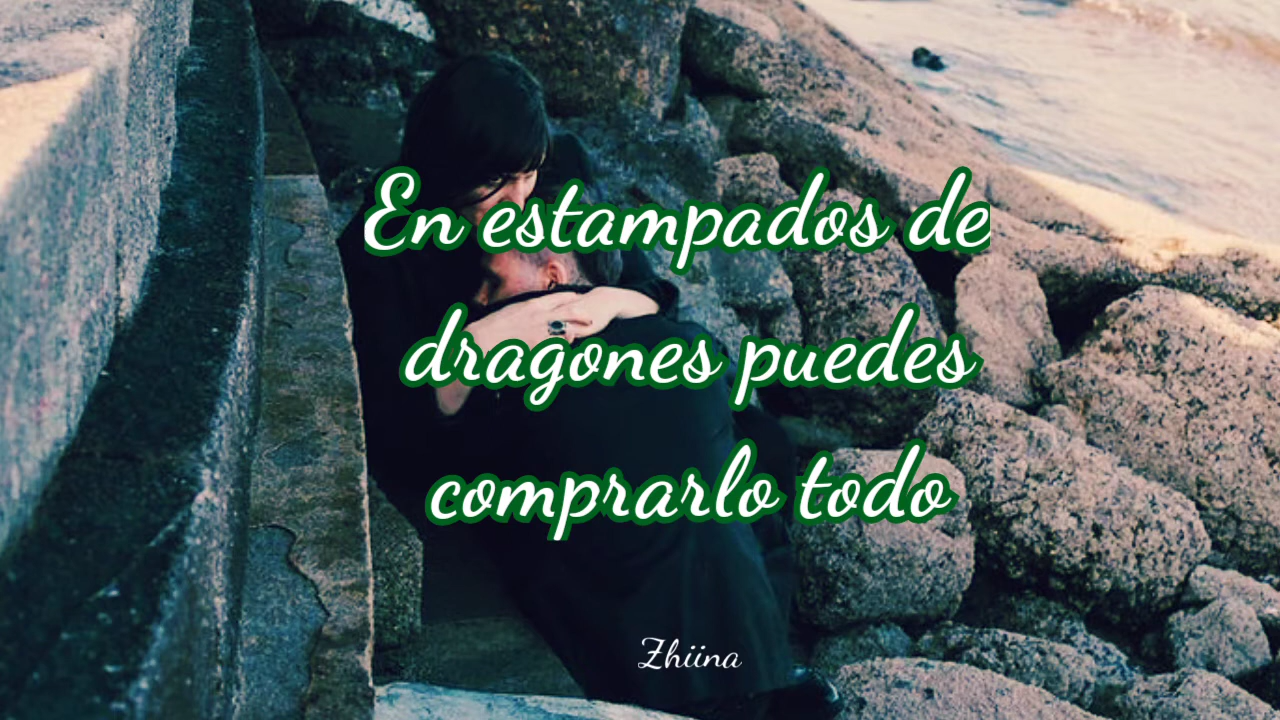 En estampados de
dragones puedes
comprarlo todo
Zhiina